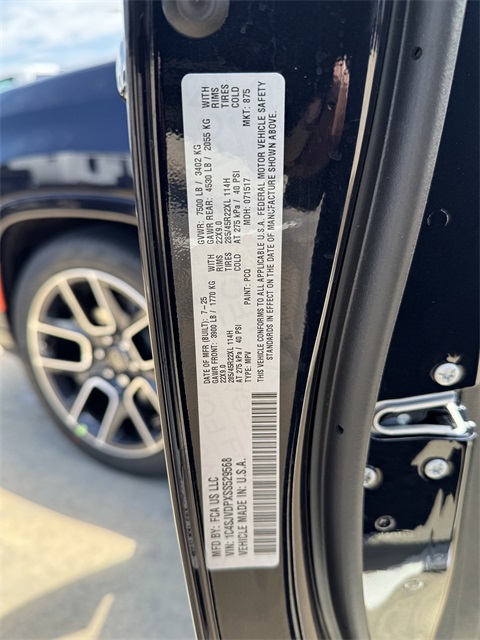 MFD BY: FCA US LLC
DATE OF MFR (BUILT): 7-25
GVWR: 7500 LB / 3402 KG
GAWR FRONT: 3900 LB / 1770 KG WITH
GAWR REAR: 4530 LB / 2055 KG WITH
22X9.0 RIMS
22X9.0 RIMS
285/45R22XL 114H TIRES
285/45R22XL 114H TIRES
AT 275 kPa / 40 PSI COLD
AT 275 kPa / 40 PSI COLD
VIN: 1C4SJVDPXSS529568
TYPE: MPV
PAINT: PCQ
MDH: 071517
MKT: 875
VEHICLE MADE IN: U.S.A.
THIS VEHICLE CONFORMS TO ALL APPLICABLE U.S.A. FEDERAL MOTOR VEHICLE SAFETY
STANDARDS IN EFFECT ON THE DATE OF MANUFACTURE SHOWN ABOVE.